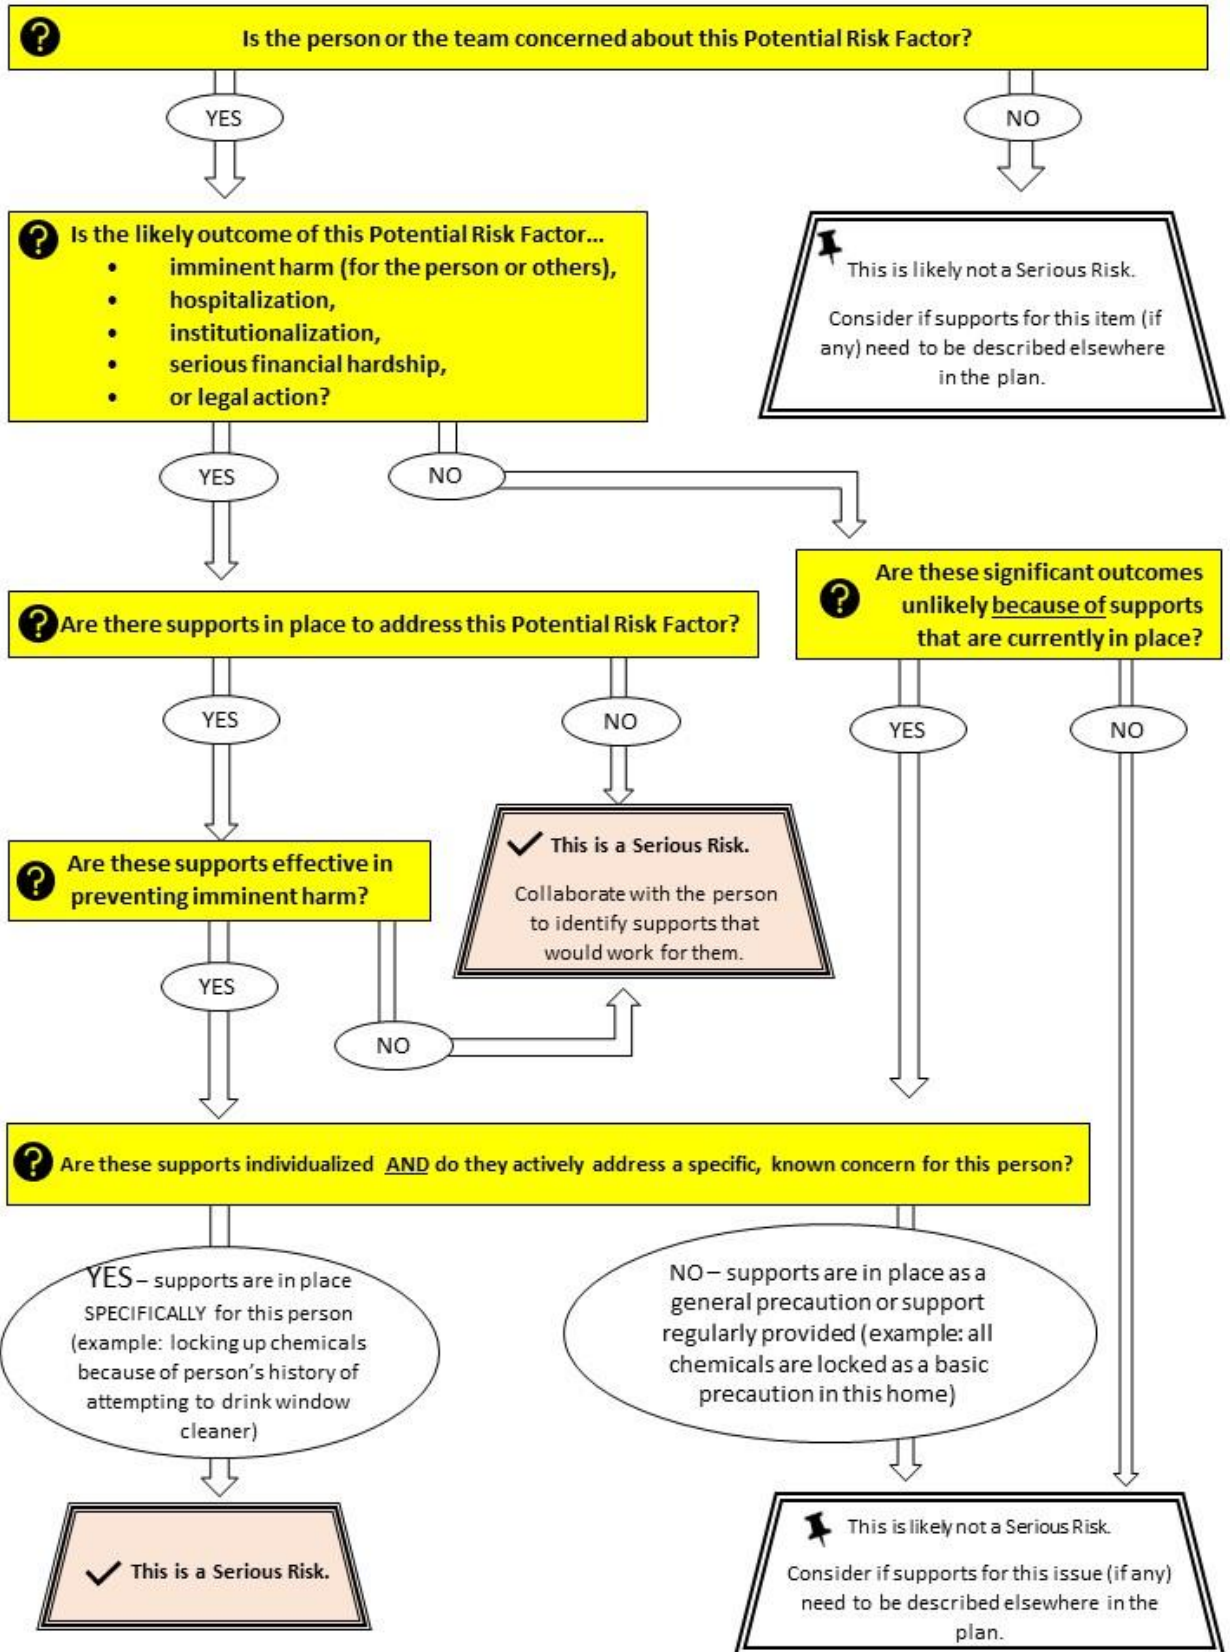 Is the person or the team concerned about this Potential Risk Factor?
YES
NO
Is the likely outcome of this Potential Risk Factor...
• imminent harm (for the person or others),
• hospitalization,
• institutionalization,
• serious financial hardship,
• or legal action?
This is likely not a Serious Risk.
Consider if supports for this item (if
any) need to be described elsewhere
in the plan.
YES
NO
Are these significant outcomes
unlikely because of supports
that are currently in place?
Are there supports in place to address this Potential Risk Factor?
YES
NO
YES
NO
Are these supports effective in
preventing imminent harm?
This is a Serious Risk.
Collaborate with the person
to identify supports that
would work for them.
YES
NO
Are these supports individualized AND do they actively address a specific, known concern for this person?
YES – supports are in place
SPECIFICALLY for this person
(example: locking up chemicals
because of person's history of
attempting to drink window
cleaner)
NO – supports are in place as a
general precaution or support
regularly provided (example: all
chemicals are locked as a basic
precaution in this home)
This is a Serious Risk.
This is likely not a Serious Risk.
Consider if supports for this issue (if any)
need to be described elsewhere in the
plan.